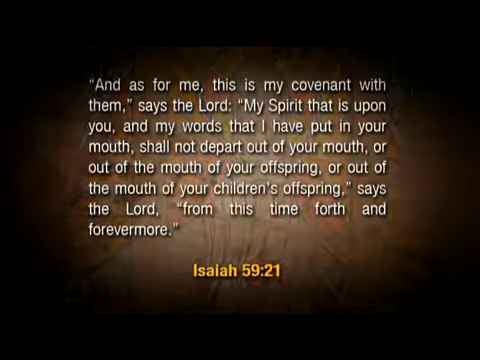 “And as for me, this is my covenant with
them,” says the Lord: “My Spirit that is upon
you, and my words that I have put in your
mouth, shall not depart out of your mouth, or
out of the mouth of your offspring, or out of
the mouth of your children's offspring,” says
the Lord, “from this time forth and
forevermore.”
Isaiah 59:21